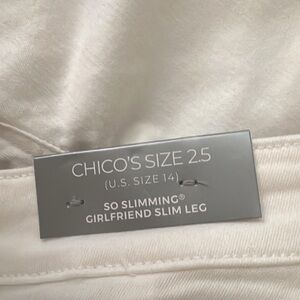 CHICO'S SIZE 2.5
(U.S. SIZE 14)
SO SLIMMING®
GIRLFRIEND SLIM LEG